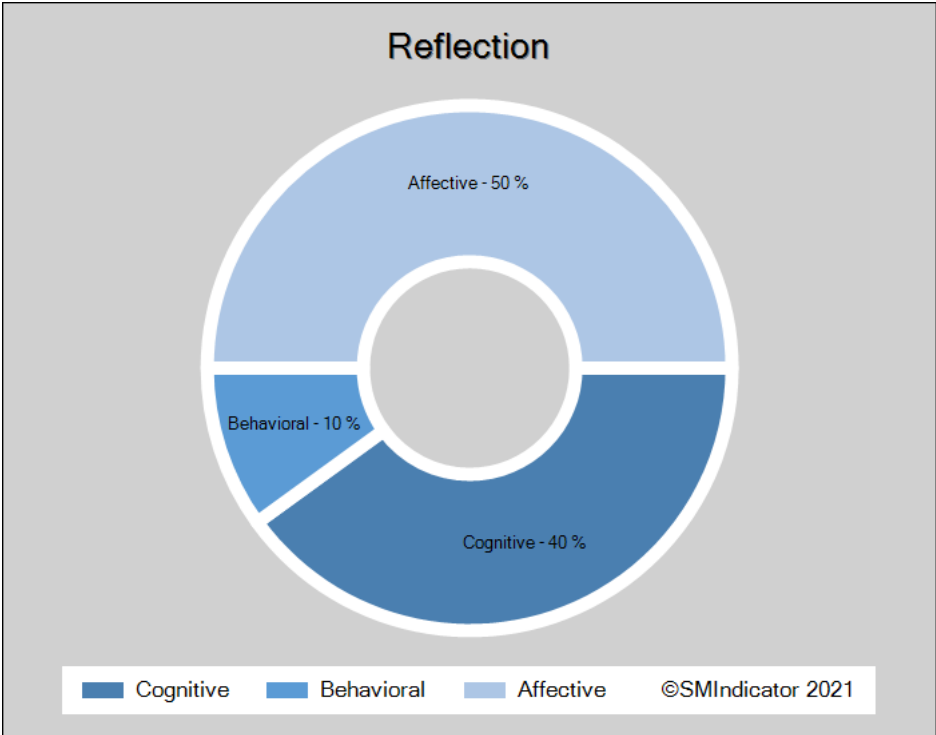 Reflection
Affective - 50 %
Behavioral - 10 %
Cognitive - 40 %
Cognitive Behavioral Affective ©SMIndicator 2021